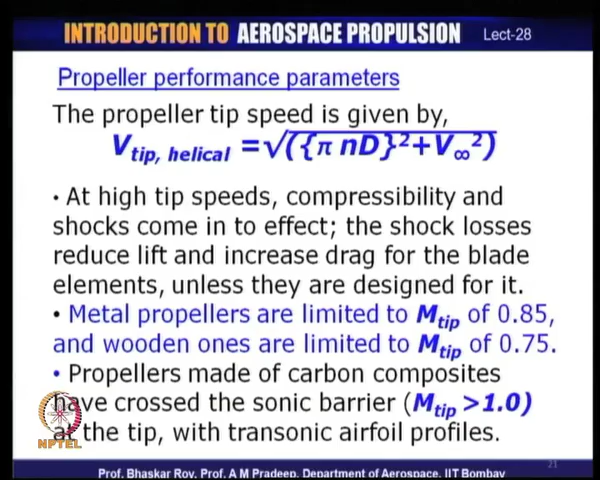 INTRODUCTION TO AEROSPACE PROPULSION Lect-28
Propeller performance parameters
The propeller tip speed is given by,
V_tip, helical =√({π nD}²+V∞²)
• At high tip speeds, compressibility and
shocks come in to effect; the shock losses
reduce lift and increase drag for the blade
elements, unless they are designed for it.
• Metal propellers are limited to M_tip of 0.85,
and wooden ones are limited to M_tip of 0.75.
• Propellers made of carbon composites
have crossed the sonic barrier (M_tip >1.0)
at the tip, with transonic airfoil profiles.
NPTEL
Prof. Bhaskar Roy, Prof. A M Pradeep, Department of Aerospace, IIT Bombay
21